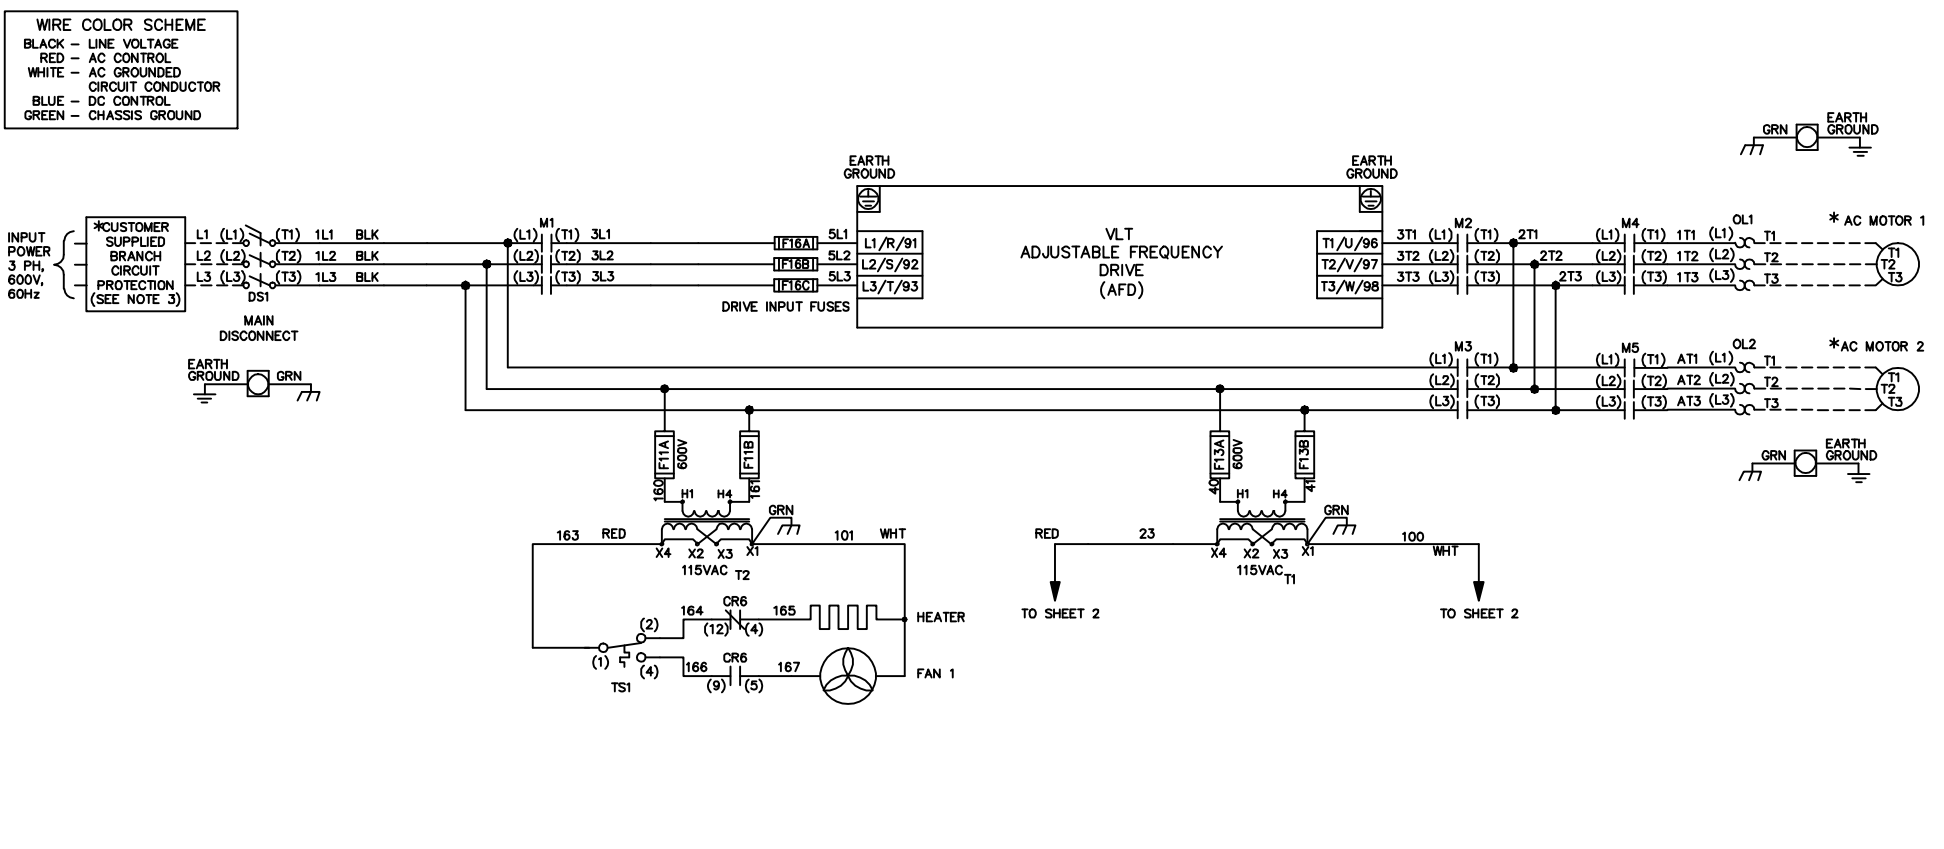 WIRE COLOR SCHEME
BLACK – LINE VOLTAGE
RED – AC CONTROL
WHITE – AC GROUNDED
CIRCUIT CONDUCTOR
BLUE – DC CONTROL
GREEN – CHASSIS GROUND
GRN
EARTH
GROUND
EARTH
GROUND
EARTH
GROUND
INPUT
POWER
3 PH,
600V,
60Hz
*CUSTOMER
SUPPLIED
BRANCH
CIRCUIT
PROTECTION
(SEE NOTE 3)
L1 (L1) (T1) 1L1 BLK
L2 (L2) (T2) 1L2 BLK
L3 (L3) (T3) 1L3 BLK
DS1
MAIN
DISCONNECT
M1
(L1) (T1) 3L1
(L2) (T2) 3L2
(L3) (T3) 3L3
F16A 5L1 L1/R/91
F16B 5L2 L2/S/92
F16C 5L3 L3/T/93
DRIVE INPUT FUSES
VLT
ADJUSTABLE FREQUENCY
DRIVE
(AFD)
T1/U/96 3T1 (L1) (T1) 2T1
T2/V/97 3T2 (L2) (T2) 2T2
T3/W/98 3T3 (L3) (T3) 2T3
M2
M4
(L1) (T1) 1T1 (L1) T1
(L2) (T2) 1T2 (L2) T2
(L3) (T3) 1T3 (L3) T3
OL1
* AC MOTOR 1
T1
T2
T3
EARTH
GROUND
GRN
M3
(L1) (T1)
(L2) (T2)
(L3) (T3)
M5
(L1) (T1) AT1 (L1) T1
(L2) (T2) AT2 (L2) T2
(L3) (T3) AT3 (L3) T3
OL2
*AC MOTOR 2
T1
T2
T3
GRN
EARTH
GROUND
F11A
600V
F11B
160
161
H1 H4
GRN
163 RED
101 WHT
X4 X2 X3 X1
115VAC T2
F13A
600V
F13B
40
41
H1 H4
GRN
RED 23
100
WHT
X4 X2 X3 X1
115VAC T1
TO SHEET 2
TO SHEET 2
CR6
164 165
(12) (4)
HEATER
(2)
(1)
(4)
TS1
CR6
166 167
(9) (5)
FAN 1